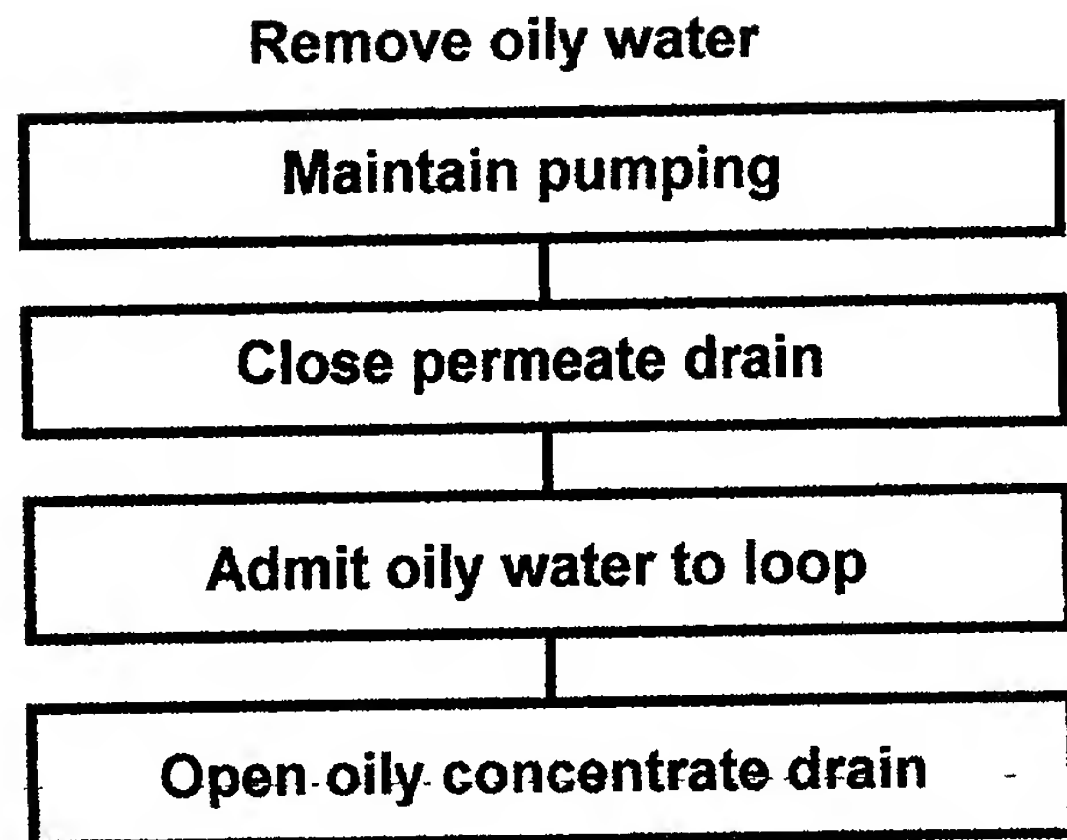 Remove oily water
Maintain pumping
Close permeate drain
Admit oily water to loop
Open oily concentrate drain